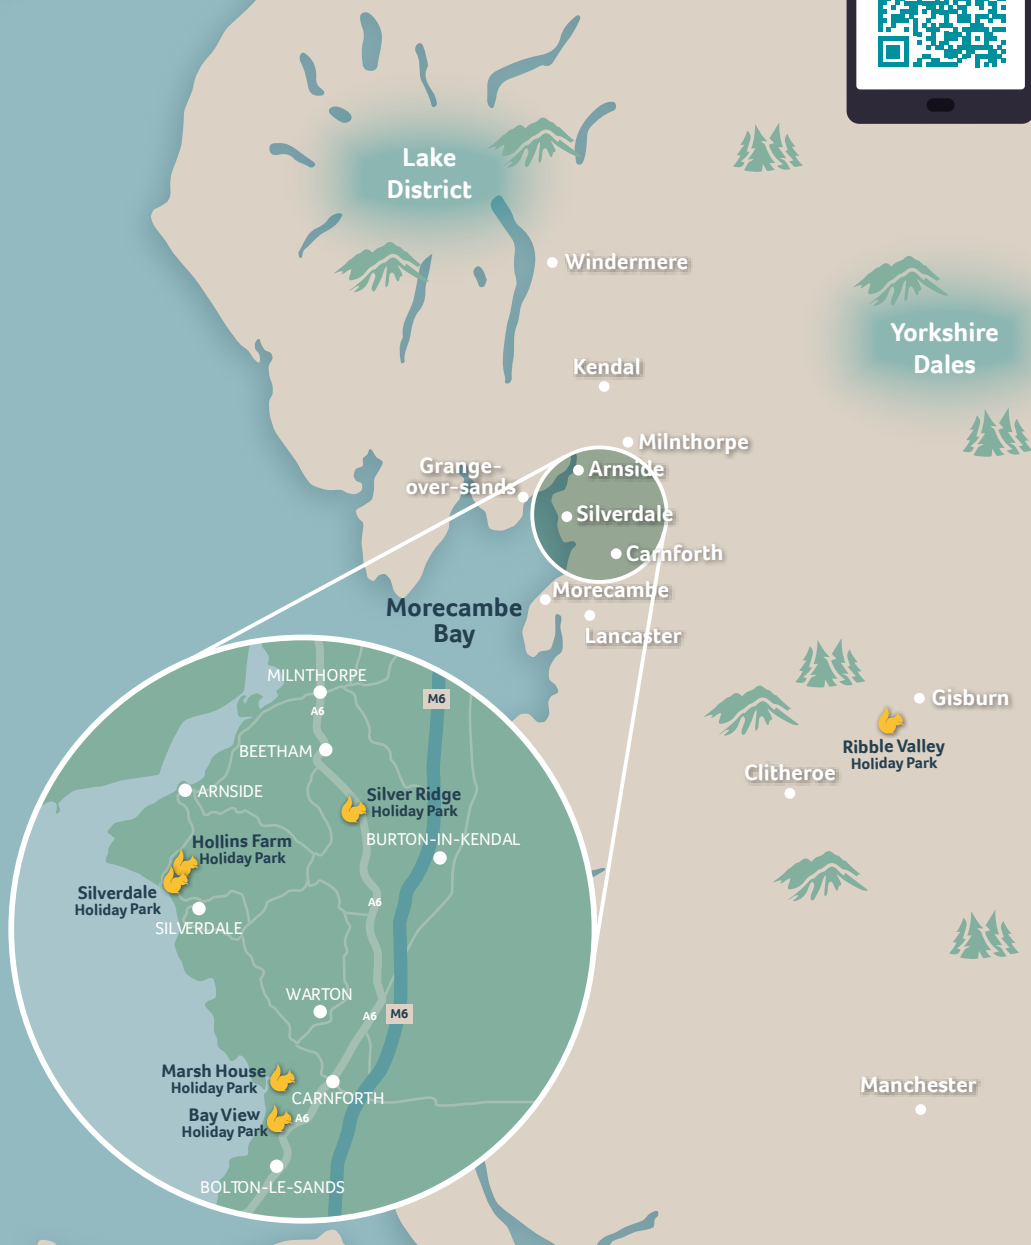 Lake
District
Windermere
Yorkshire
Dales
Kendal
Milnthorpe
Grange-
over-sands
Arnside
Silverdale
Carnforth
Morecambe
Morecambe
Bay
Lancaster
MILNTHORPE
M6
A6
BEETHAM
ARNSIDE
Silver Ridge
Holiday Park
Hollins Farm
Holiday Park
BURTON-IN-KENDAL
Silverdale
Holiday Park
A6
SILVERDALE
WARTON
A6
M6
Marsh House
Holiday Park
CARNFORTH
Bay View
Holiday Park
A6
BOLTON-LE-SANDS
Gisburn
Ribble Valley
Holiday Park
Clitheroe
Manchester